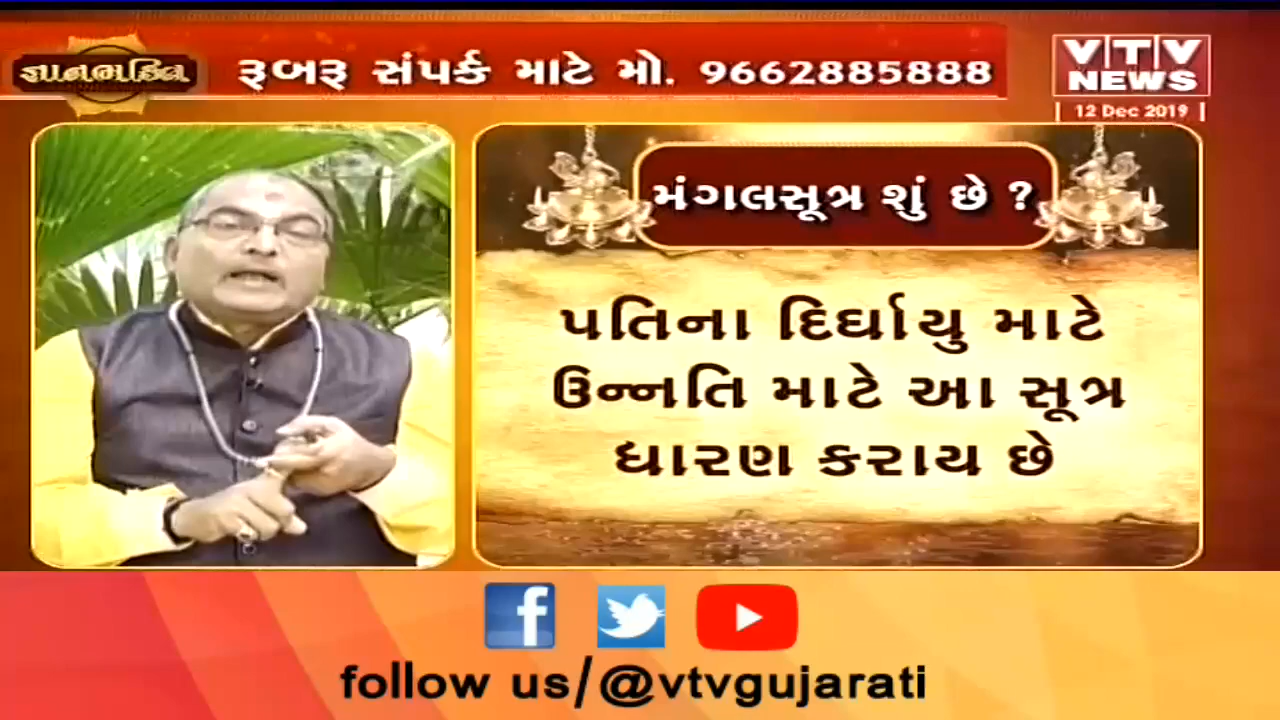 જ્ઞાનભક્તિ
રૂબરૂ સંપર્ક માટે મો. 9662885888
VTV
NEWS
12 Dec 2019
મંગલસૂત્ર શું છે ?
પતિના દિર્ઘાયુ માટે
ઉન્નતિ માટે આ સૂત્ર
ધારણ કરાય છે
follow us/@vtvgujarati